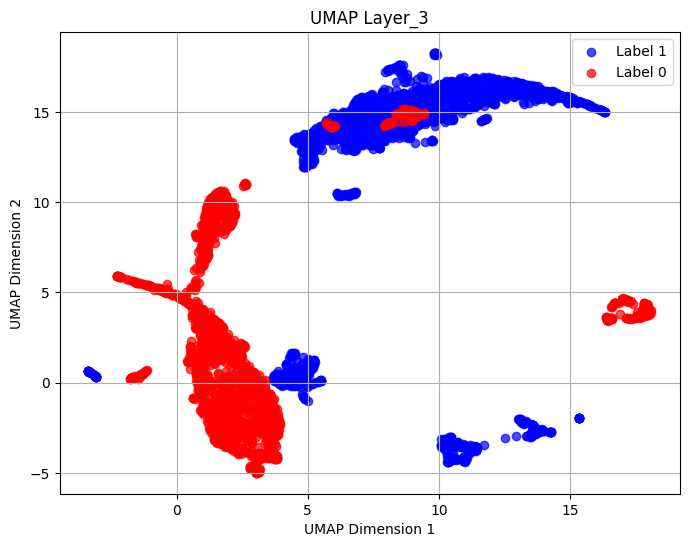 UMAP Layer_3
Label 1
Label 0
UMAP Dimension 2
15
10
5
0
−5
0
5
10
15
UMAP Dimension 1